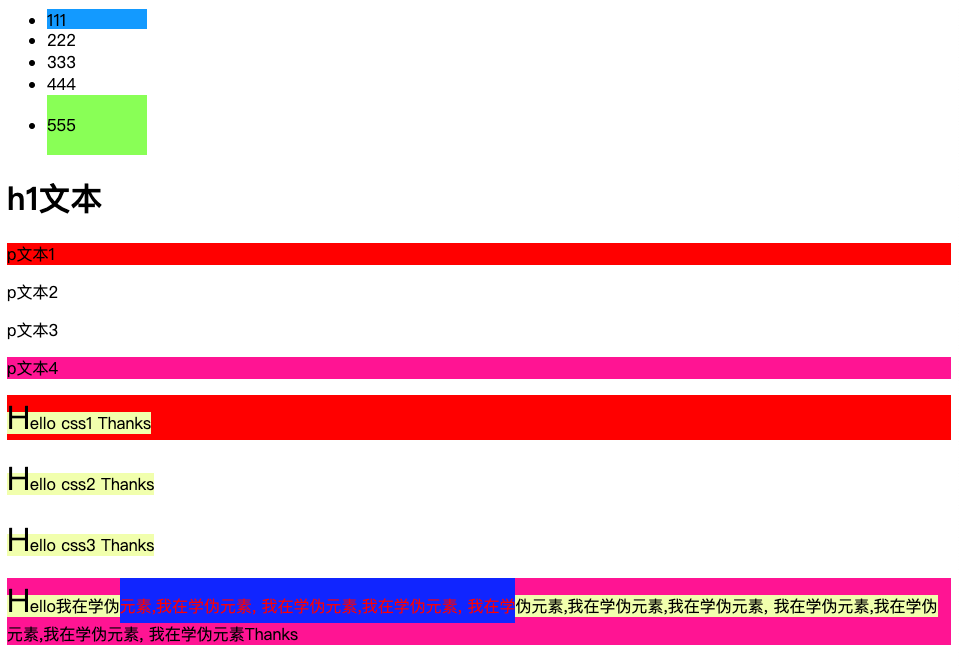 111
222
333
444
555
h1文本
p文本1
p文本2
p文本3
p文本4
Hello css1 Thanks
Hello css2 Thanks
Hello css3 Thanks
Hello我在学伪元素,我在学伪元素, 我在学伪元素,我在学伪元素, 我在学伪元素,我在学伪元素,我在学伪元素, 我在学伪元素,我在学伪
元素,我在学伪元素, 我在学伪元素Thanks